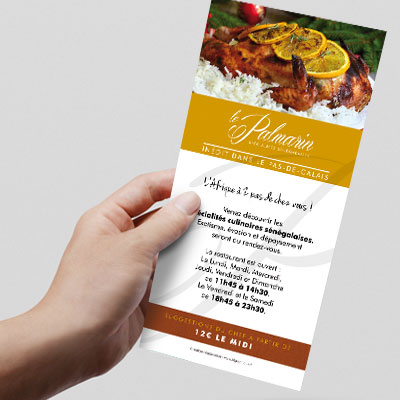 le Palmarin
INÉDIT DANS LE PAS-DE-CALAIS
L'Afrique à 2 pas de chez vous !
Venez découvrir les
spécialités culinaires sénégalaises.
Exotisme, évasion et dépaysement
seront au rendez-vous.
Le restaurant est ouvert :
Le Lundi, Mardi, Mercredi,
Jeudi, Vendredi et Dimanche
de 11h45 à 14h30.
Le Vendredi et le Samedi
de 18h45 à 23h30.
SUGGESTIONS DU CHEF À PARTIR DE
12€ LE MIDI